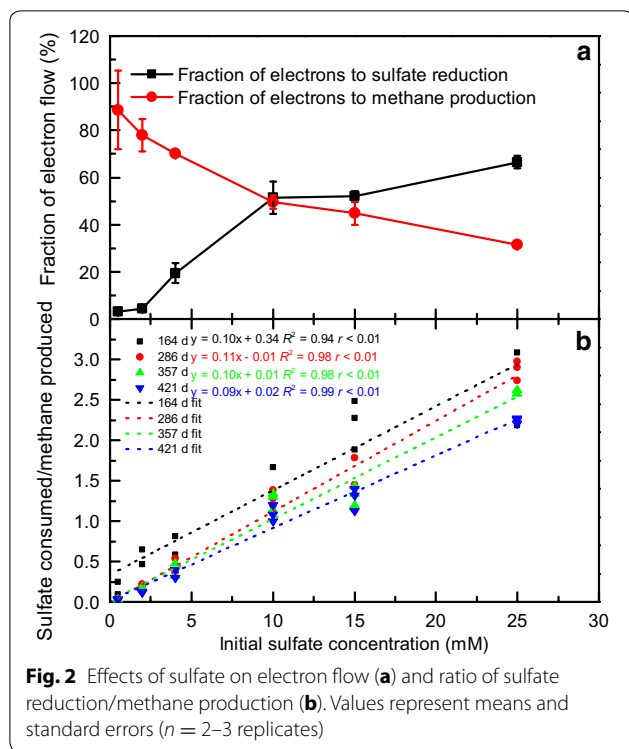 120
100
80
60
40
20
0
Fraction of electron flow (%)
a
Fraction of electrons to sulfate reduction
Fraction of electrons to methane production
3.0
2.5
2.0
1.5
1.0
0.5
0.0
Sulfate consumed/methane produced
b
164 d y = 0.10x + 0.34 R² = 0.94 r < 0.01
286 d y = 0.11x - 0.01 R² = 0.98 r < 0.01
357 d y = 0.10x + 0.01 R² = 0.98 r < 0.01
421 d y = 0.09x + 0.02 R² = 0.99 r < 0.01
164 d fit
286 d fit
357 d fit
421 d fit
0 5 10 15 20 25 30
Initial sulfate concentration (mM)
Fig. 2 Effects of sulfate on electron flow (a) and ratio of sulfate
reduction/methane production (b). Values represent means and
standard errors (n = 2–3 replicates)